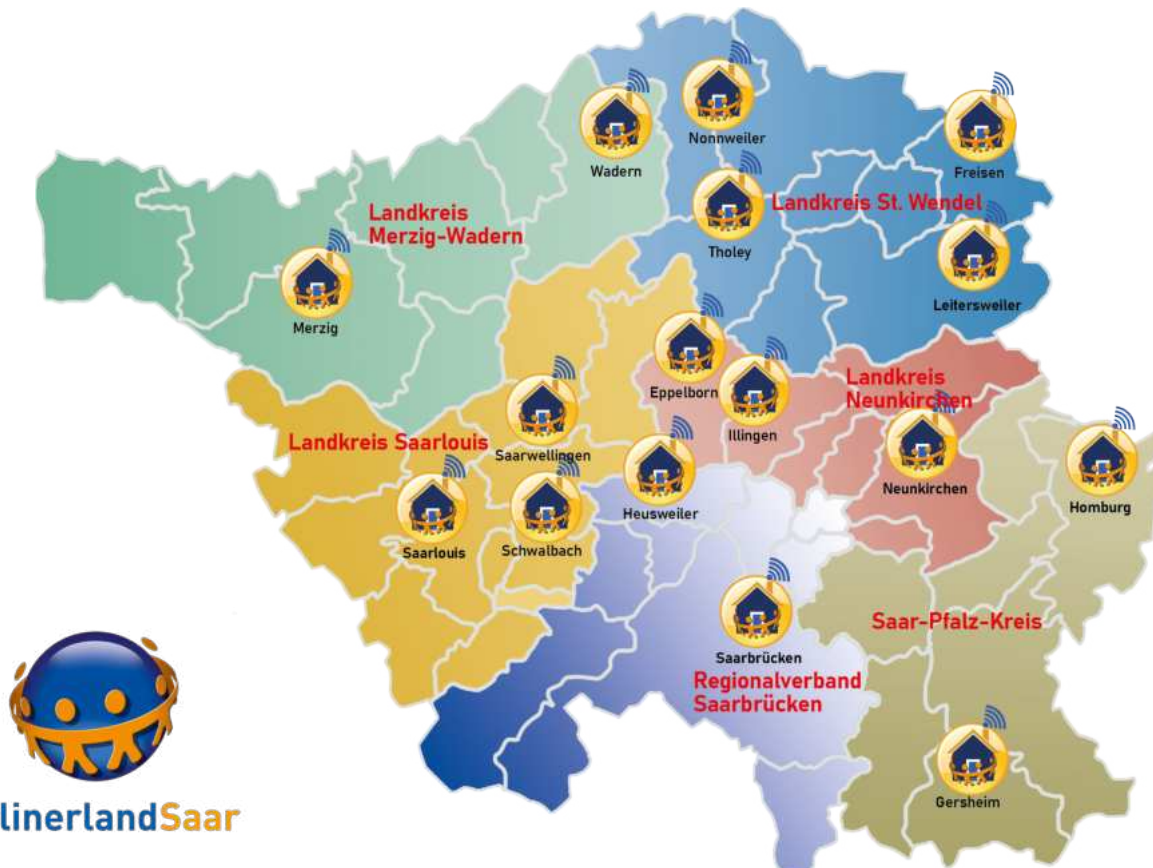 Nonnweiler
Wadern
Freisen
Landkreis St. Wendel
Landkreis
Merzig-Wadern
Tholey
Leitersweiler
Merzig
Eppelborn
Landkreis
Neunkirchen
Illingen
Landkreis Saarlouis
Saarwellingen
Neunkirchen
Homburg
Heusweiler
Saarlouis
Schwalbach
Saar-Pfalz-Kreis
Saarbrücken
Regionalverband
Saarbrücken
Gersheim
linerlandSaar